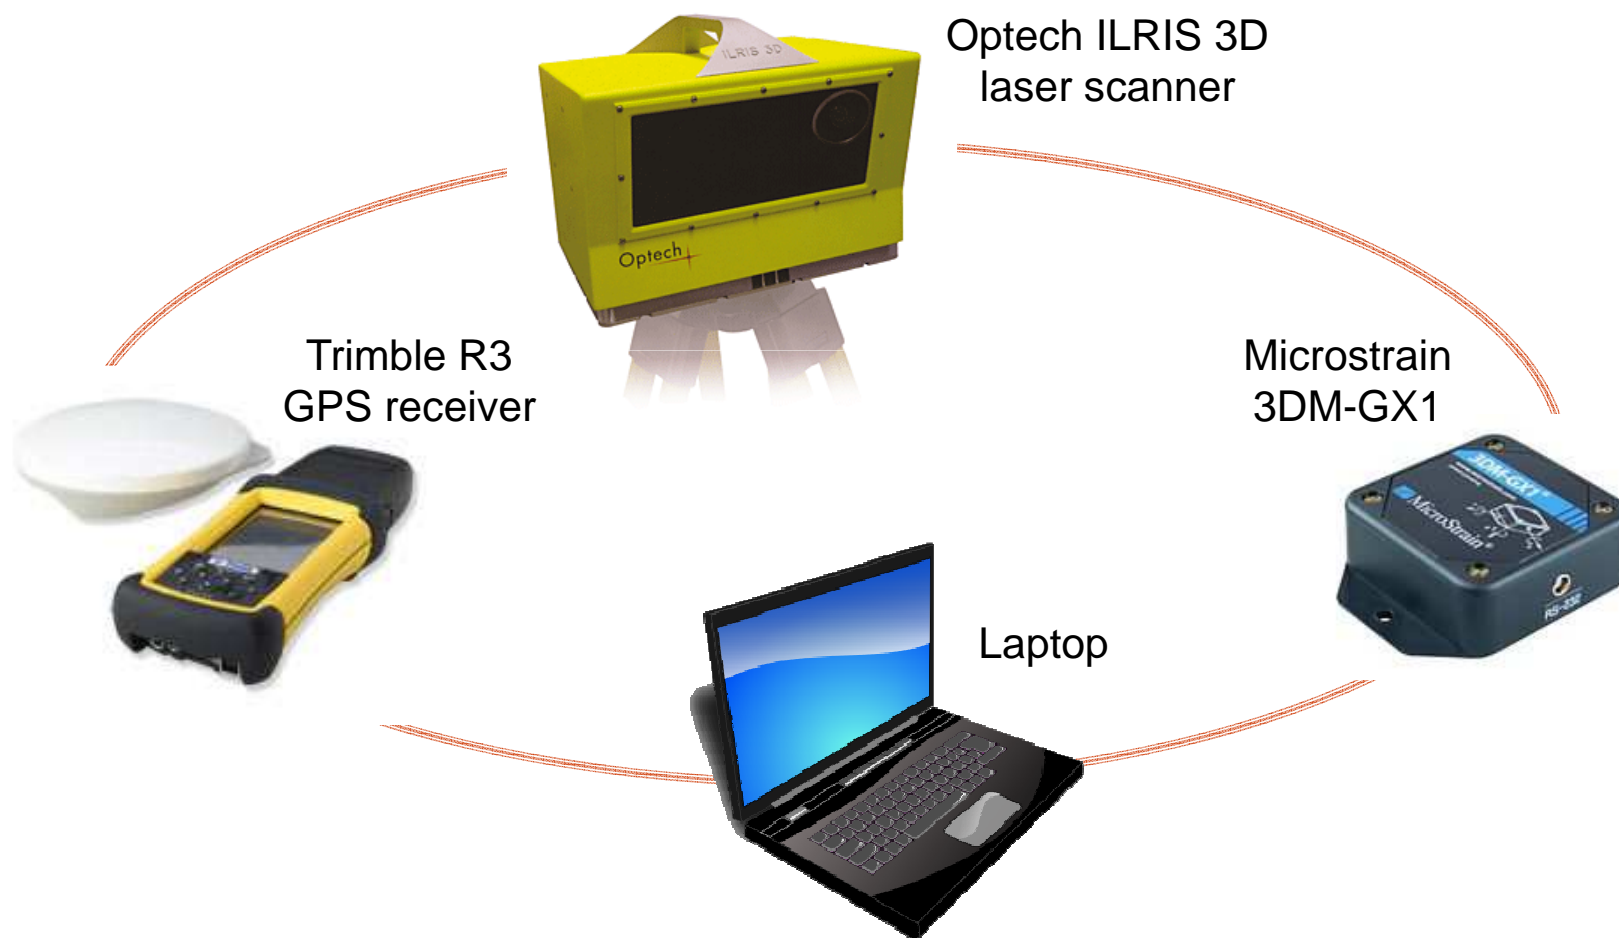 Optech ILRIS 3D
laser scanner
ILRIS 3D
Optech
Trimble R3
GPS receiver
Microstrain
3DM-GX1
3DM-GX1®
MicroStrain®
RS-232
Laptop